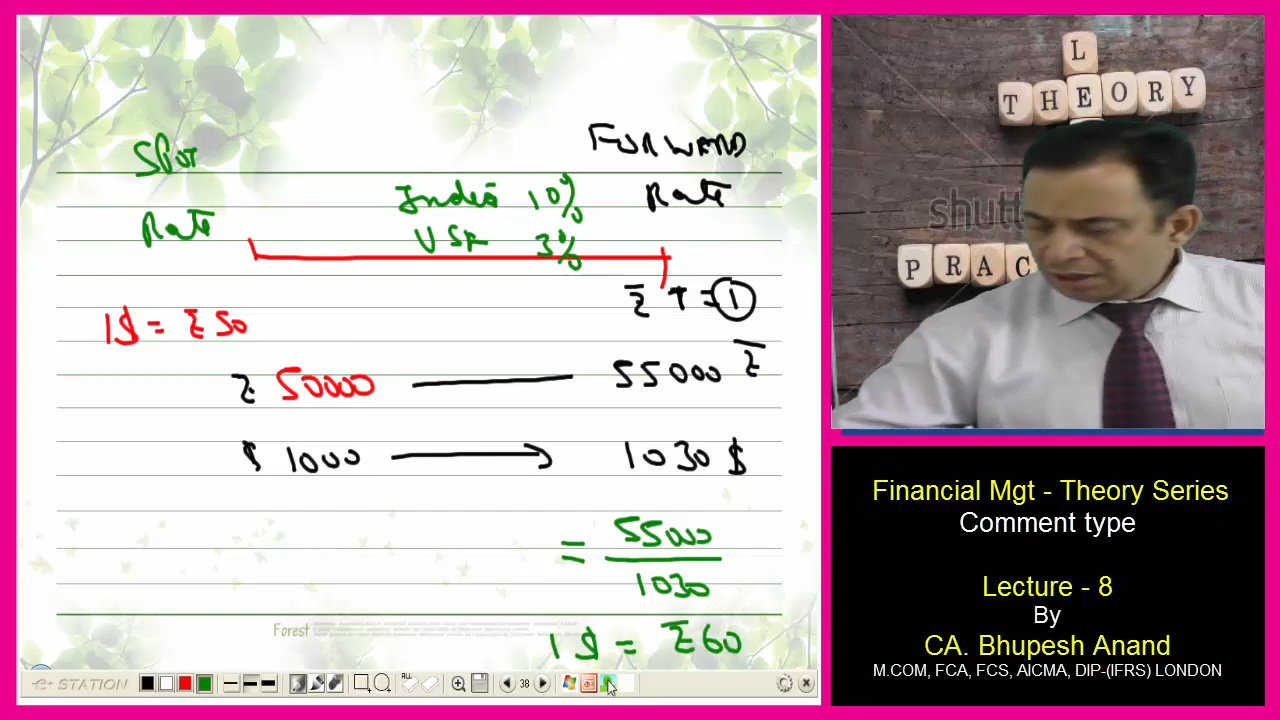 SPOT
Rate
FORWARD
Rate
India 10%
USA 3%
₹ T = 1
1$ = ₹ 50
₹ 50000 55000 ₹
$ 1000 1030 $
= 55000
1030
1 $ = ₹60
Forest
e-STATION
38
L
THEORY
shutt
PRAC
Financial Mgt - Theory Series
Comment type
Lecture - 8
By
CA. Bhupesh Anand
M.COM, FCA, FCS, AICMA, DIP-(IFRS) LONDON